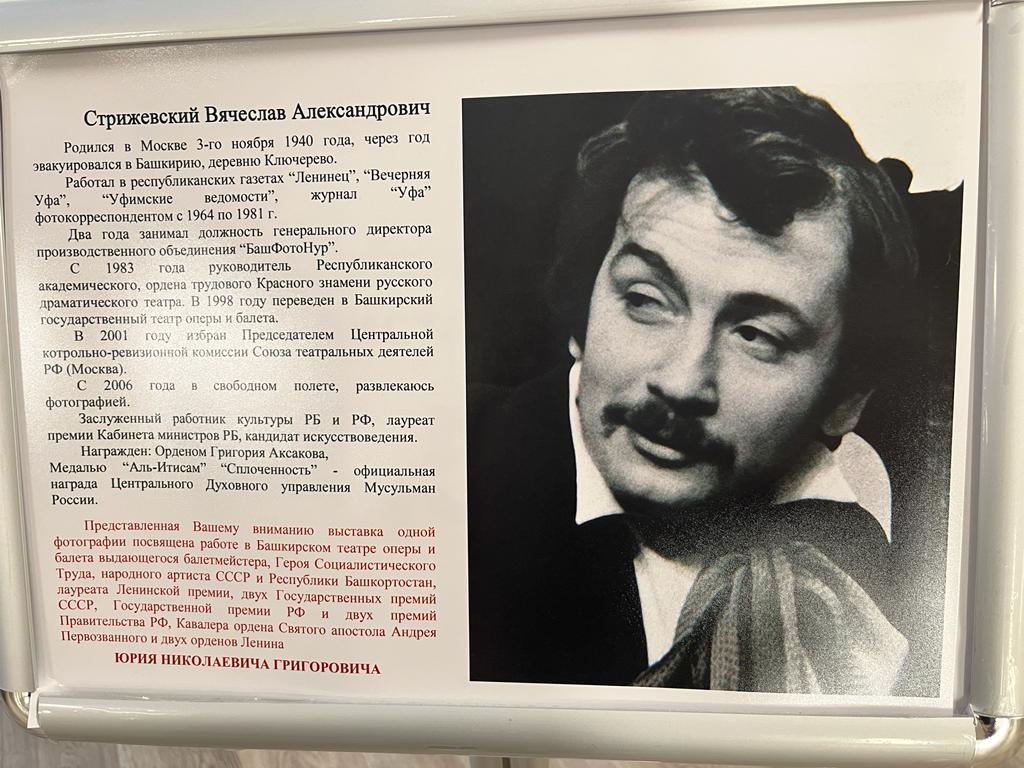 Стрижевский Вячеслав Александрович
Родился в Москве 3-го ноября 1940 года, через год
эвакуировался в Башкирию, деревню Ключерево.
Работал в республиканских газетах “Ленинец”, “Вечерняя
Уфа”, “Уфимские ведомости”, журнал “Уфа”
фотокорреспондентом с 1964 по 1981 г.
Два года занимал должность генерального директора
производственного объединения “БашФотоНур”.
С 1983 года руководитель Республиканского
академического, ордена трудового Красного знамени русского
драматического театра. В 1998 году переведен в Башкирский
государственный театр оперы и балета.
В 2001 году избран Председателем Центральной
котрольно-ревизионной комиссии Союза театральных деятелей
РФ (Москва).
С 2006 года в свободном полете, развлекаюсь
фотографией.
Заслуженный работник культуры РБ и РФ, лауреат
премии Кабинета министров РБ, кандидат искусствоведения.
Награжден: Орденом Григория Аксакова,
Медалью “Аль-Итисам” “Сплоченность” - официальная
награда Центрального Духовного управления Мусульман
России.
Представленная Вашему вниманию выставка одной
фотографии посвящена работе в Башкирском театре оперы и
балета выдающегося балетмейстера, Героя Социалистического
Труда, народного артиста СССР и Республики Башкортостан,
лауреата Ленинской премии, двух Государственных премий
СССР, Государственной премии РФ и двух премий
Правительства РФ, Кавалера ордена Святого апостола Андрея
Первозванного и двух орденов Ленина
ЮРИЯ НИКОЛАЕВИЧА ГРИГОРОВИЧА